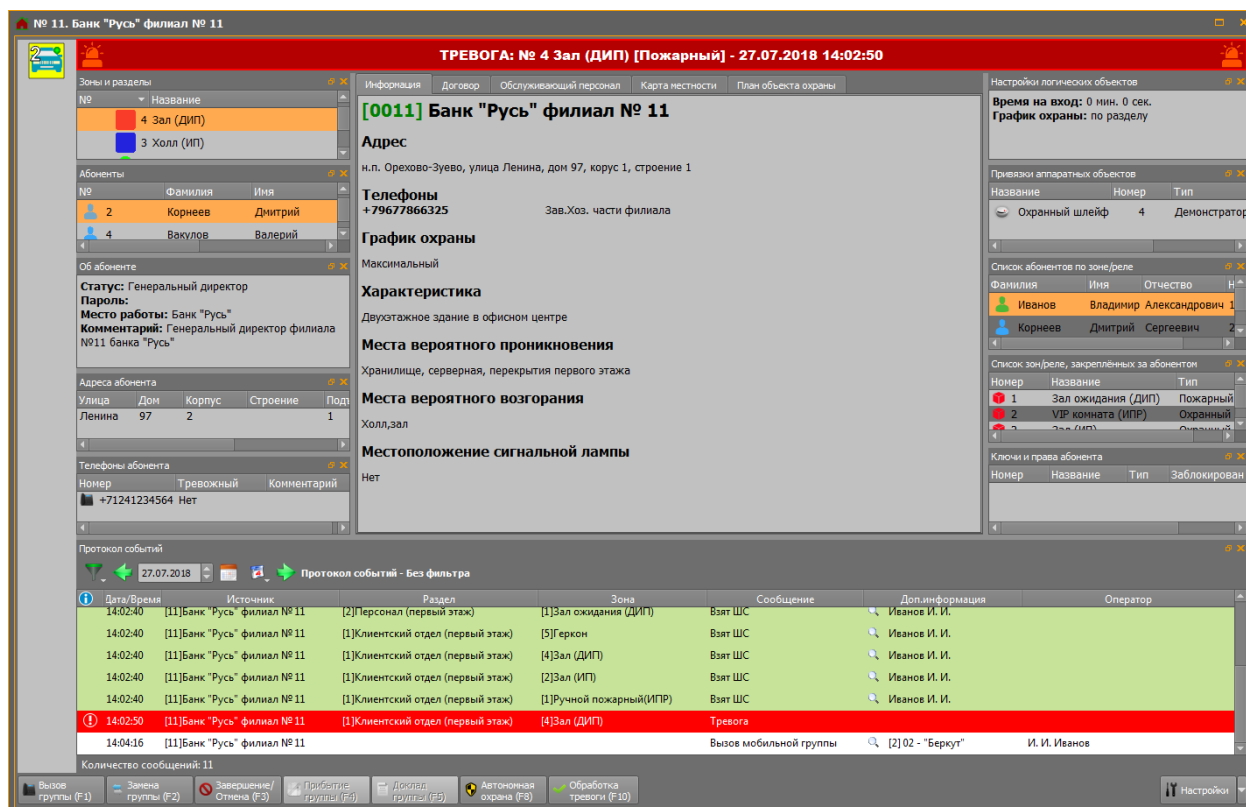 № 11. Банк "Русь" филиал № 11
2
ТРЕВОГА: № 4 Зал (ДИП) [Пожарный] - 27.07.2018 14:02:50
Зоны и разделы
№ Название
4 Зал (ДИП)
3 Холл (ИП)
Абоненты
№ Фамилия Имя
2 Корнеев Дмитрий
4 Вакулов Валерий
Об абоненте
Статус: Генеральный директор
Пароль:
Место работы: Банк "Русь"
Комментарий: Генеральный директор филиала
№11 банка "Русь"
Адреса абонента
Улица Дом Корпус Строение
Ленина 97 2 1
Телефоны абонента
Номер Тревожный Комментарий
+71241234564 Нет
Информация Договор Обслуживающий персонал Карта местности План объекта охраны
[0011] Банк "Русь" филиал № 11
Адрес
н.п. Орехово-Зуево, улица Ленина, дом 97, корус 1, строение 1
Телефоны
+79677866325 Зав.Хоз. части филиала
График охраны
Максимальный
Характеристика
Двухэтажное здание в офисном центре
Места вероятного проникновения
Хранилище, серверная, перекрытия первого этажа
Места вероятного возгорания
Холл,зал
Местоположение сигнальной лампы
Нет
Настройки логических объектов
Время на вход: 0 мин. 0 сек.
График охраны: по разделу
Привязки аппаратных объектов
Название Номер Тип
Охранный шлейф 4 Демонстратор
Список абонентов по зоне/реле
Фамилия Имя Отчество Н
Иванов Владимир Александрович 1
Корнеев Дмитрий Сергеевич 2
Список зон/реле, закреплённых за абонентом
Номер Название Тип
1 Зал ожидания (ДИП) Пожарный
2 VIP комната (ИПР) Охранный
3 Зал (ИП) Охранный
Ключи и права абонента
Номер Название Тип Заблокирован
Протокол событий
27.07.2018 Протокол событий - Без фильтра
Дата/Время Источник Раздел Зона Сообщение Доп.информация Оператор
14:02:40 [11]Банк "Русь" филиал № 11 [2]Персонал (первый этаж) [1]Зал ожидания (ДИП) Взят ШС Иванов И. И.
14:02:40 [11]Банк "Русь" филиал № 11 [1]Клиентский отдел (первый этаж) [5]Геркон Взят ШС Иванов И. И.
14:02:40 [11]Банк "Русь" филиал № 11 [1]Клиентский отдел (первый этаж) [4]Зал (ДИП) Взят ШС Иванов И. И.
14:02:40 [11]Банк "Русь" филиал № 11 [1]Клиентский отдел (первый этаж) [2]Зал (ИП) Взят ШС Иванов И. И.
14:02:40 [11]Банк "Русь" филиал № 11 [1]Клиентский отдел (первый этаж) [1]Ручной пожарный(ИПР) Взят ШС Иванов И. И.
14:02:50 [11]Банк "Русь" филиал № 11 [1]Клиентский отдел (первый этаж) [4]Зал (ДИП) Тревога
14:04:16 [11]Банк "Русь" филиал № 11 Вызов мобильной группы [2] 02 - "Беркут" И. И. Иванов
Количество сообщений: 11
Вызов группы (F1) Замена группы (F2) Завершение/ Отмена (F3) Прибытие группы (F4) Доклад группы (F5) Автономная охрана (F8) Обработка тревоги (F10) Настройки